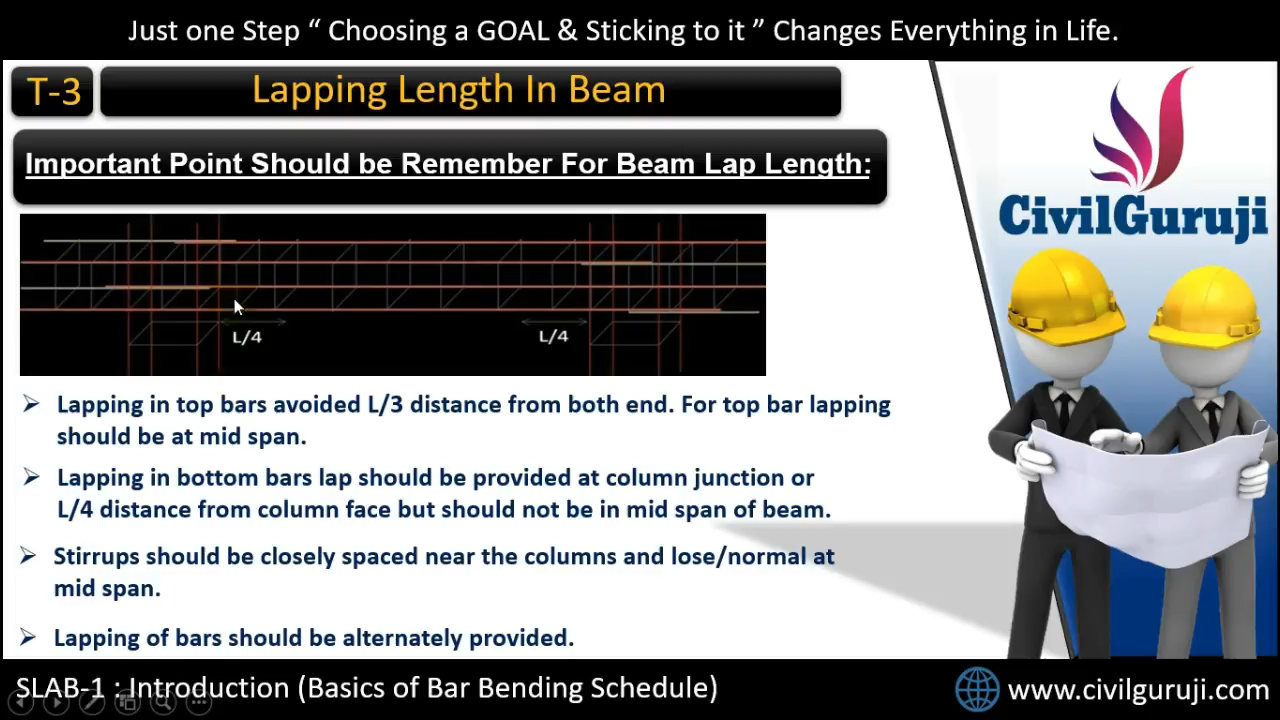 Just one Step “ Choosing a GOAL & Sticking to it ” Changes Everything in Life.
T-3
Lapping Length In Beam
Important Point Should be Remember For Beam Lap Length:
CivilGuruji
L/4
L/4
➢ Lapping in top bars avoided L/3 distance from both end. For top bar lapping
should be at mid span.
➢ Lapping in bottom bars lap should be provided at column junction or
L/4 distance from column face but should not be in mid span of beam.
➢ Stirrups should be closely spaced near the columns and lose/normal at
mid span.
➢ Lapping of bars should be alternately provided.
SLAB-1 : Introduction (Basics of Bar Bending Schedule)
www.civilguruji.com